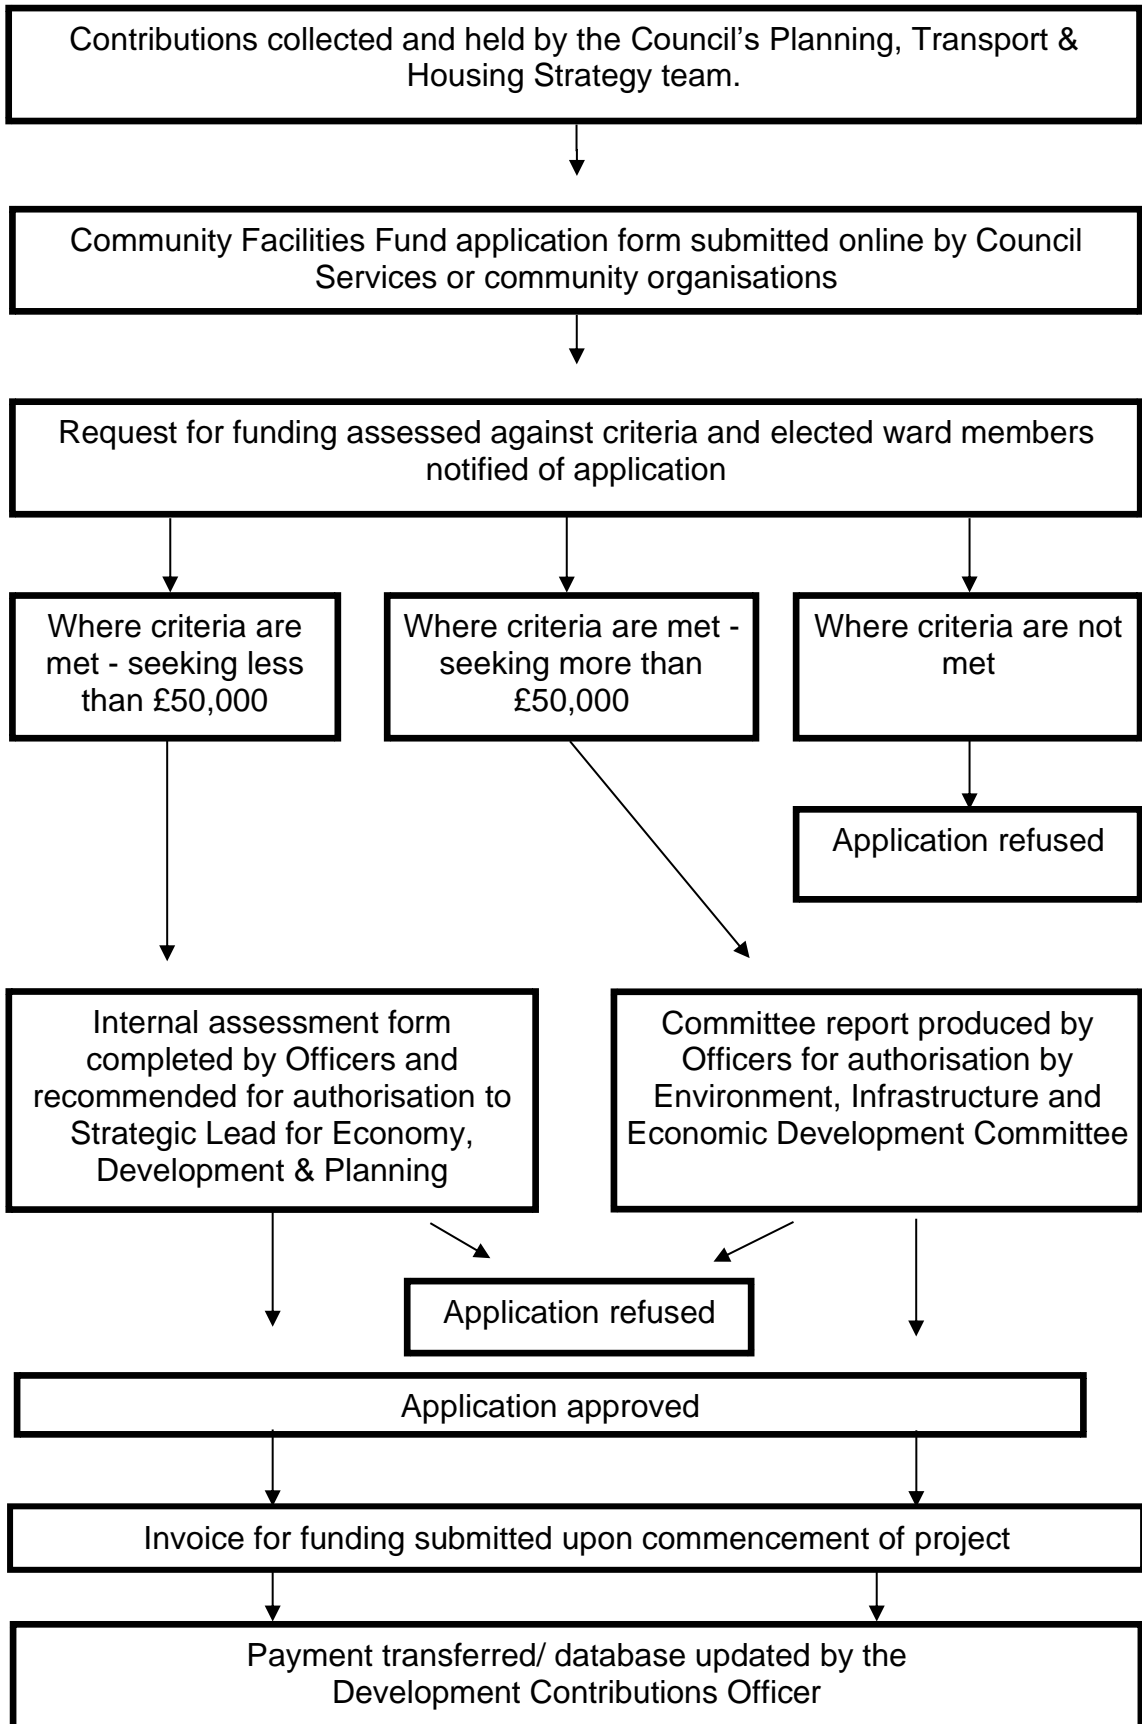 Contributions collected and held by the Council's Planning, Transport &
Housing Strategy team.
Community Facilities Fund application form submitted online by Council
Services or community organisations
Request for funding assessed against criteria and elected ward members
notified of application
Where criteria are
met - seeking less
than £50,000
Where criteria are met -
seeking more than
£50,000
Where criteria are not
met
Application refused
Internal assessment form
completed by Officers and
recommended for authorisation to
Strategic Lead for Economy,
Development & Planning
Committee report produced by
Officers for authorisation by
Environment, Infrastructure and
Economic Development Committee
Application refused
Application approved
Invoice for funding submitted upon commencement of project
Payment transferred/ database updated by the
Development Contributions Officer